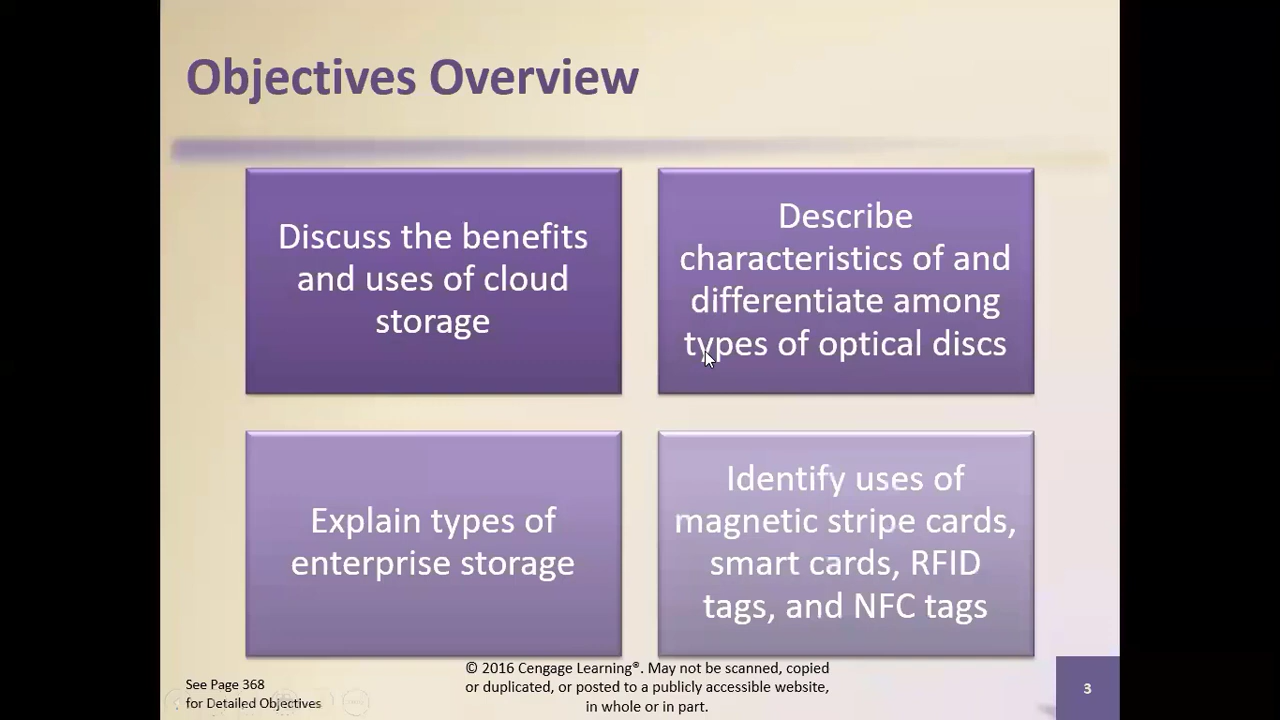 Objectives Overview
Discuss the benefits
and uses of cloud
storage
Describe
characteristics of and
differentiate among
types of optical discs
Explain types of
enterprise storage
Identify uses of
magnetic stripe cards,
smart cards, RFID
tags, and NFC tags
See Page 368
for Detailed Objectives
© 2016 Cengage Learning®. May not be scanned, copied
or duplicated, or posted to a publicly accessible website,
in whole or in part.
3